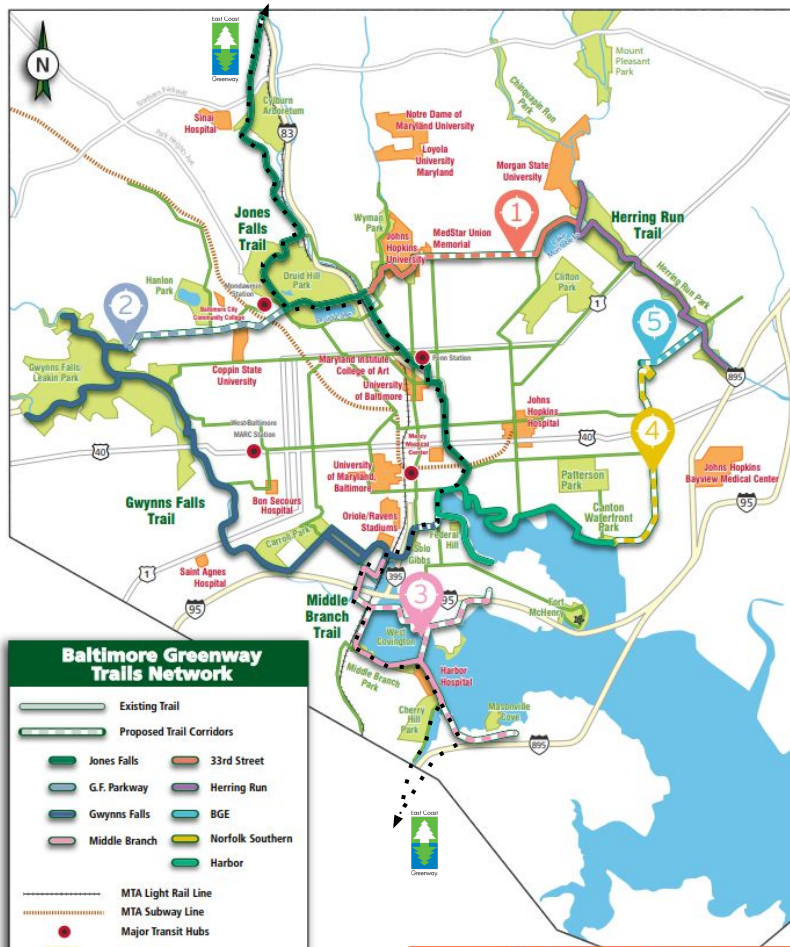 East Coast
Greenway
N
Mount
Pleasant
Park
Northern Parkway
Park Heights Ave
Sinai
Hospital
Cylburn
Arboretum
83
Notre Dame of
Maryland University
Loyola
University
Maryland
Chinquapin Run
Park
Morgan State
University
Jones
Falls
Trail
Wyman
Park
Johns
Hopkins
University
MedStar Union
Memorial
1
Herring Run
Trail
Hanlon
Park
Mondawmin
Station
Druid Hill
Park
Clifton
Park
1
Herring Run Park
2
Baltimore City
Community College
5
Gwynns Falls
Leakin Park
Coppin State
University
Maryland Institute
College of Art
Penn Station
University
of Baltimore
895
West Baltimore
MARC Station
40
Johns
Hopkins
Hospital
40
4
Mercy
Medical
Center
University
of Maryland,
Baltimore
Patterson
Park
Johns Hopkins
Bayview Medical Center
95
Gwynns Falls
Trail
Bon Secours
Hospital
Oriole/Ravens
Stadiums
Canton
Waterfront
Park
Carroll Park
Solo
Gibbs
Federal
Hill
Saint Agnes
Hospital
1
95
395
95
Middle
Branch
Trail
3
Fort
McHenry
West
Covington
Middle Branch
Park
Harbor
Hospital
Cherry
Hill
Park
Masonville
Cove
895
East Coast
Greenway
Baltimore Greenway
Trails Network
Existing Trail
Proposed Trail Corridors
Jones Falls
33rd Street
G.F. Parkway
Herring Run
Gwynns Falls
BGE
Middle Branch
Norfolk Southern
Harbor
MTA Light Rail Line
MTA Subway Line
Major Transit Hubs